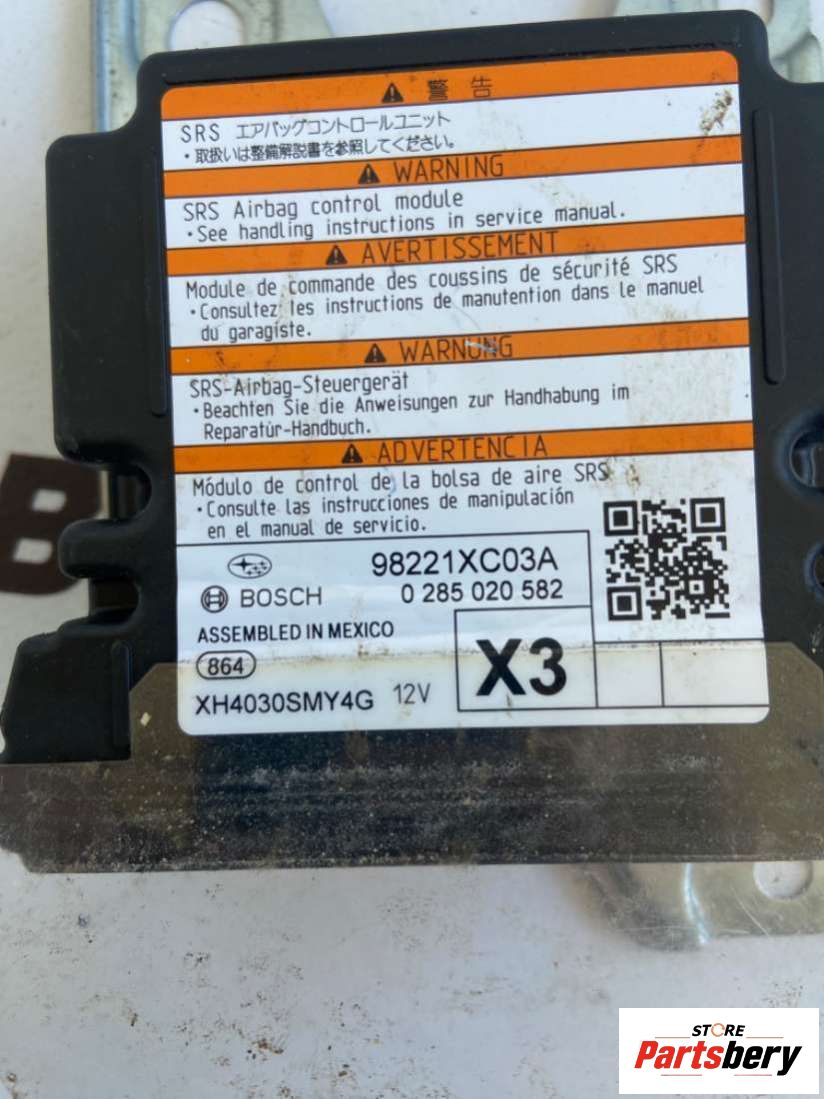 警告
SRS エアバッグコントロールユニット
・取扱いは整備解説書を参照してください。
WARNING
SRS Airbag control module
・See handling instructions in service manual.
AVERTISSEMENT
Module de commande des coussins de sécurité SRS
・Consultez les instructions de manutention dans le manuel
du garagiste.
WARNUNG
SRS-Airbag-Steuergerät
・Beachten Sie die Anweisungen zur Handhabung im
Reparatur-Handbuch.
ADVERTENCIA
Módulo de control de la bolsa de aire SRS
・Consulte las instrucciones de manipulación
en el manual de servicio.
98221XC03A
BOSCH 0 285 020 582
ASSEMBLED IN MEXICO
864
X3
XH4030SMY4G 12V
B
STORE
Partsbery